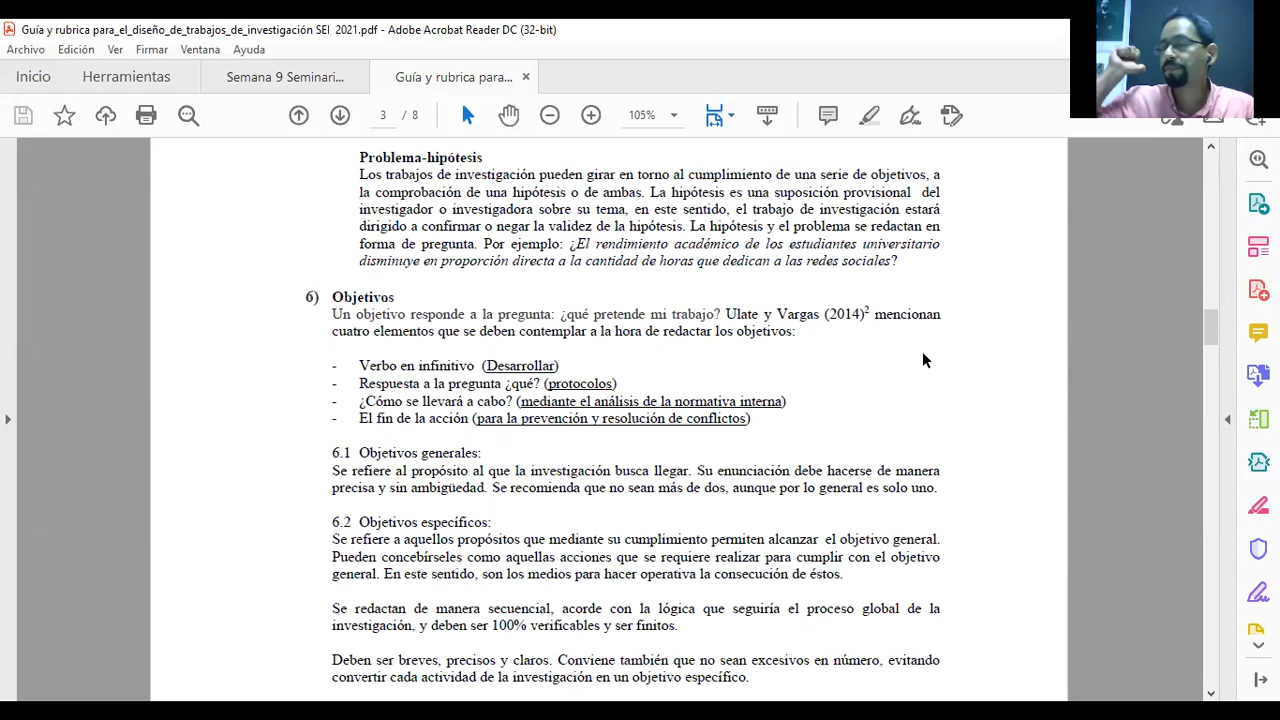 Guía y rubrica para_el_diseño_de_trabajos_de_investigación SEI 2021.pdf - Adobe Acrobat Reader DC (32-bit)
Archivo Edición Ver Firmar Ventana Ayuda
Inicio Herramientas Semana 9 Seminari... Guía y rubrica para... ×
3 / 8 105%
Problema-hipótesis
Los trabajos de investigación pueden girar en torno al cumplimiento de una serie de objetivos, a
la comprobación de una hipótesis o de ambas. La hipótesis es una suposición provisional del
investigador o investigadora sobre su tema, en este sentido, el trabajo de investigación estará
dirigido a confirmar o negar la validez de la hipótesis. La hipótesis y el problema se redactan en
forma de pregunta. Por ejemplo: ¿El rendimiento académico de los estudiantes universitario
disminuye en proporción directa a la cantidad de horas que dedican a las redes sociales?
6) Objetivos
Un objetivo responde a la pregunta: ¿qué pretende mi trabajo? Ulate y Vargas (2014)² mencionan
cuatro elementos que se deben contemplar a la hora de redactar los objetivos:
- Verbo en infinitivo (Desarrollar)
- Respuesta a la pregunta ¿qué? (protocolos)
- ¿Cómo se llevará a cabo? (mediante el análisis de la normativa interna)
- El fin de la acción (para la prevención y resolución de conflictos)
6.1 Objetivos generales:
Se refiere al propósito al que la investigación busca llegar. Su enunciación debe hacerse de manera
precisa y sin ambigüedad. Se recomienda que no sean más de dos, aunque por lo general es solo uno.
6.2 Objetivos específicos:
Se refiere a aquellos propósitos que mediante su cumplimiento permiten alcanzar el objetivo general.
Pueden concebírseles como aquellas acciones que se requiere realizar para cumplir con el objetivo
general. En este sentido, son los medios para hacer operativa la consecución de éstos.
Se redactan de manera secuencial, acorde con la lógica que seguiría el proceso global de la
investigación, y deben ser 100% verificables y ser finitos.
Deben ser breves, precisos y claros. Conviene también que no sean excesivos en número, evitando
convertir cada actividad de la investigación en un objetivo específico.